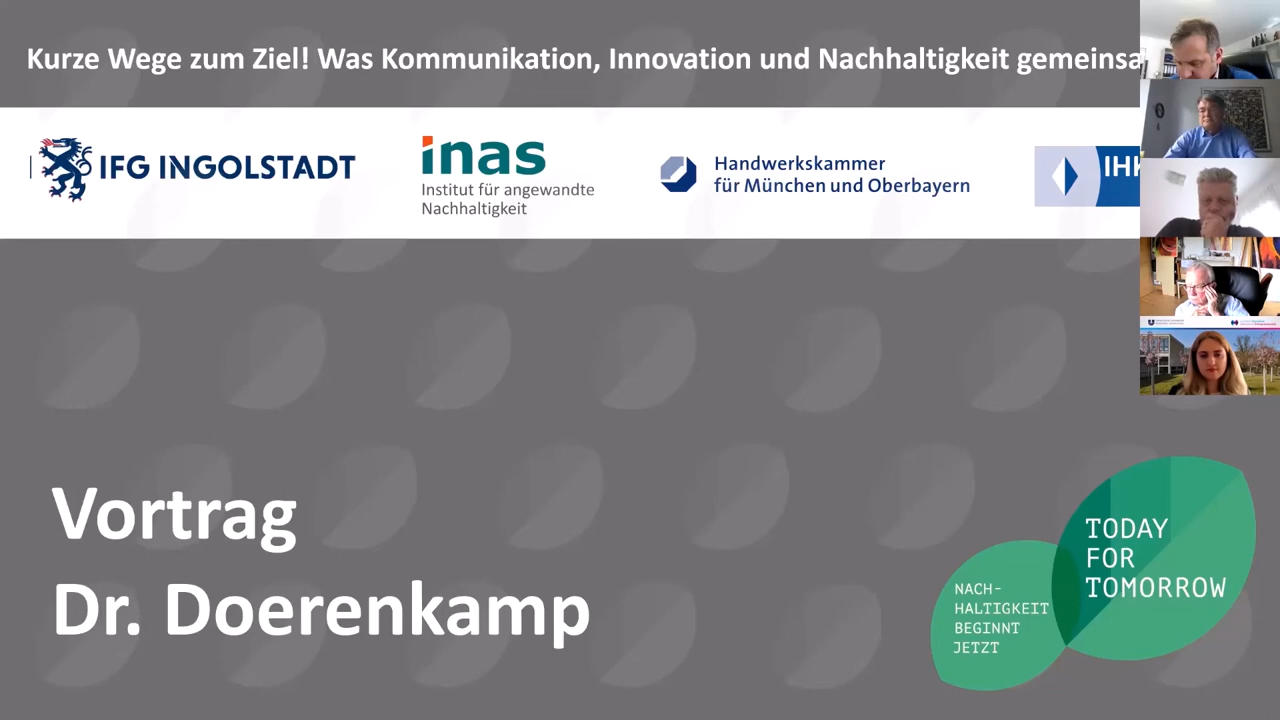 Kurze Wege zum Ziel! Was Kommunikation, Innovation und Nachhaltigkeit gemeinsa
IFG INGOLSTADT
inas
Institut für angewandte
Nachhaltigkeit
Handwerkskammer
für München und Oberbayern
IHK
Vortrag
Dr. Doerenkamp
TODAY
FOR
TOMORROW
NACH-
HALTIGKEIT
BEGINNT
JETZT